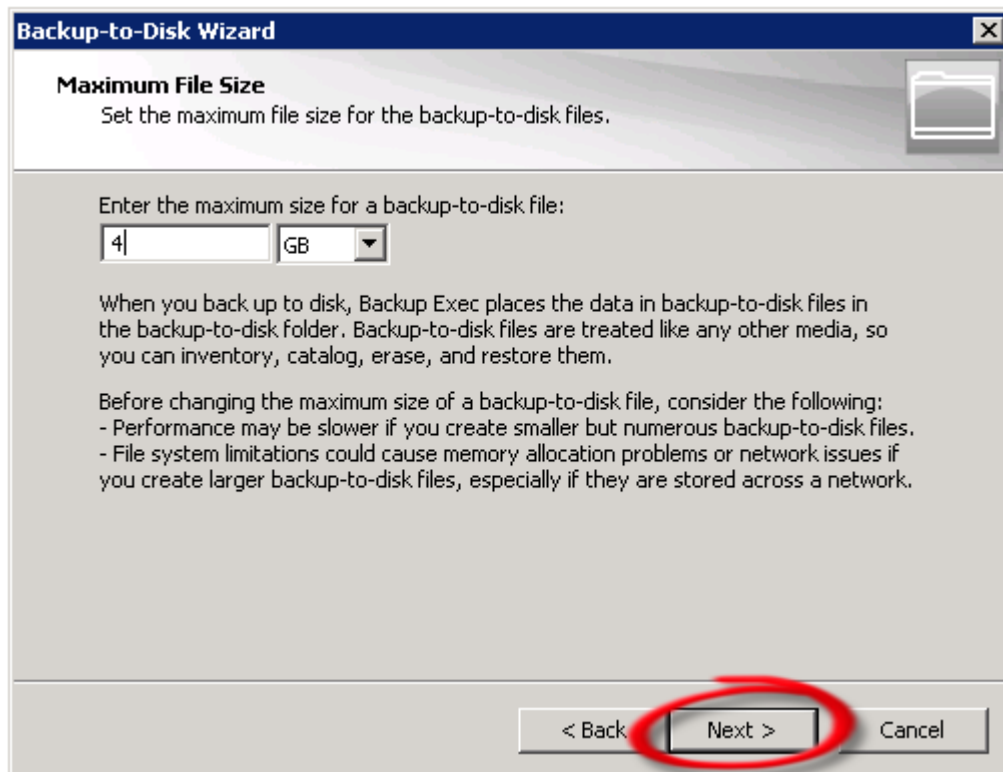 Backup-to-Disk Wizard
Maximum File Size
Set the maximum file size for the backup-to-disk files.
Enter the maximum size for a backup-to-disk file:
4 GB
When you back up to disk, Backup Exec places the data in backup-to-disk files in
the backup-to-disk folder. Backup-to-disk files are treated like any other media, so
you can inventory, catalog, erase, and restore them.
Before changing the maximum size of a backup-to-disk file, consider the following:
- Performance may be slower if you create smaller but numerous backup-to-disk files.
- File system limitations could cause memory allocation problems or network issues if
you create larger backup-to-disk files, especially if they are stored across a network.
< Back Next > Cancel